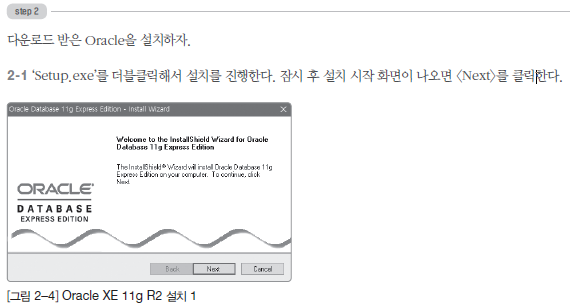 step 2
다운로드 받은 Oracle을 설치하자.
2-1 ‘Setup.exe’를 더블클릭해서 설치를 진행한다. 잠시 후 설치 시작 화면이 나오면 〈Next〉를 클릭한다.
Oracle Database 11g Express Edition - Install Wizard
Welcome to the InstallShield Wizard for Oracle
Database 11g Express Edition
The InstallShield® Wizard will install Oracle Database 11g
Express Edition on your computer. To continue, click
Next.
ORACLE®
DATABASE
EXPRESS EDITION
Back Next Cancel
[그림 2-4] Oracle XE 11g R2 설치 1